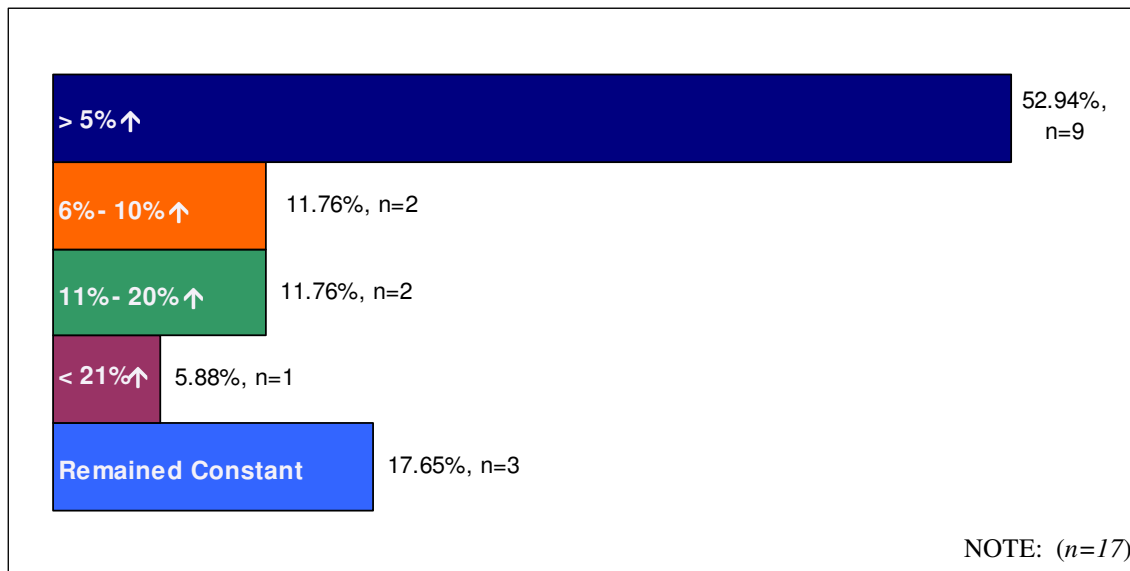 > 5%↑
52.94%,
n=9
6%- 10%↑
11.76%, n=2
11%- 20%↑
11.76%, n=2
< 21%↑
5.88%, n=1
Remained Constant
17.65%, n=3
NOTE: (n=17)